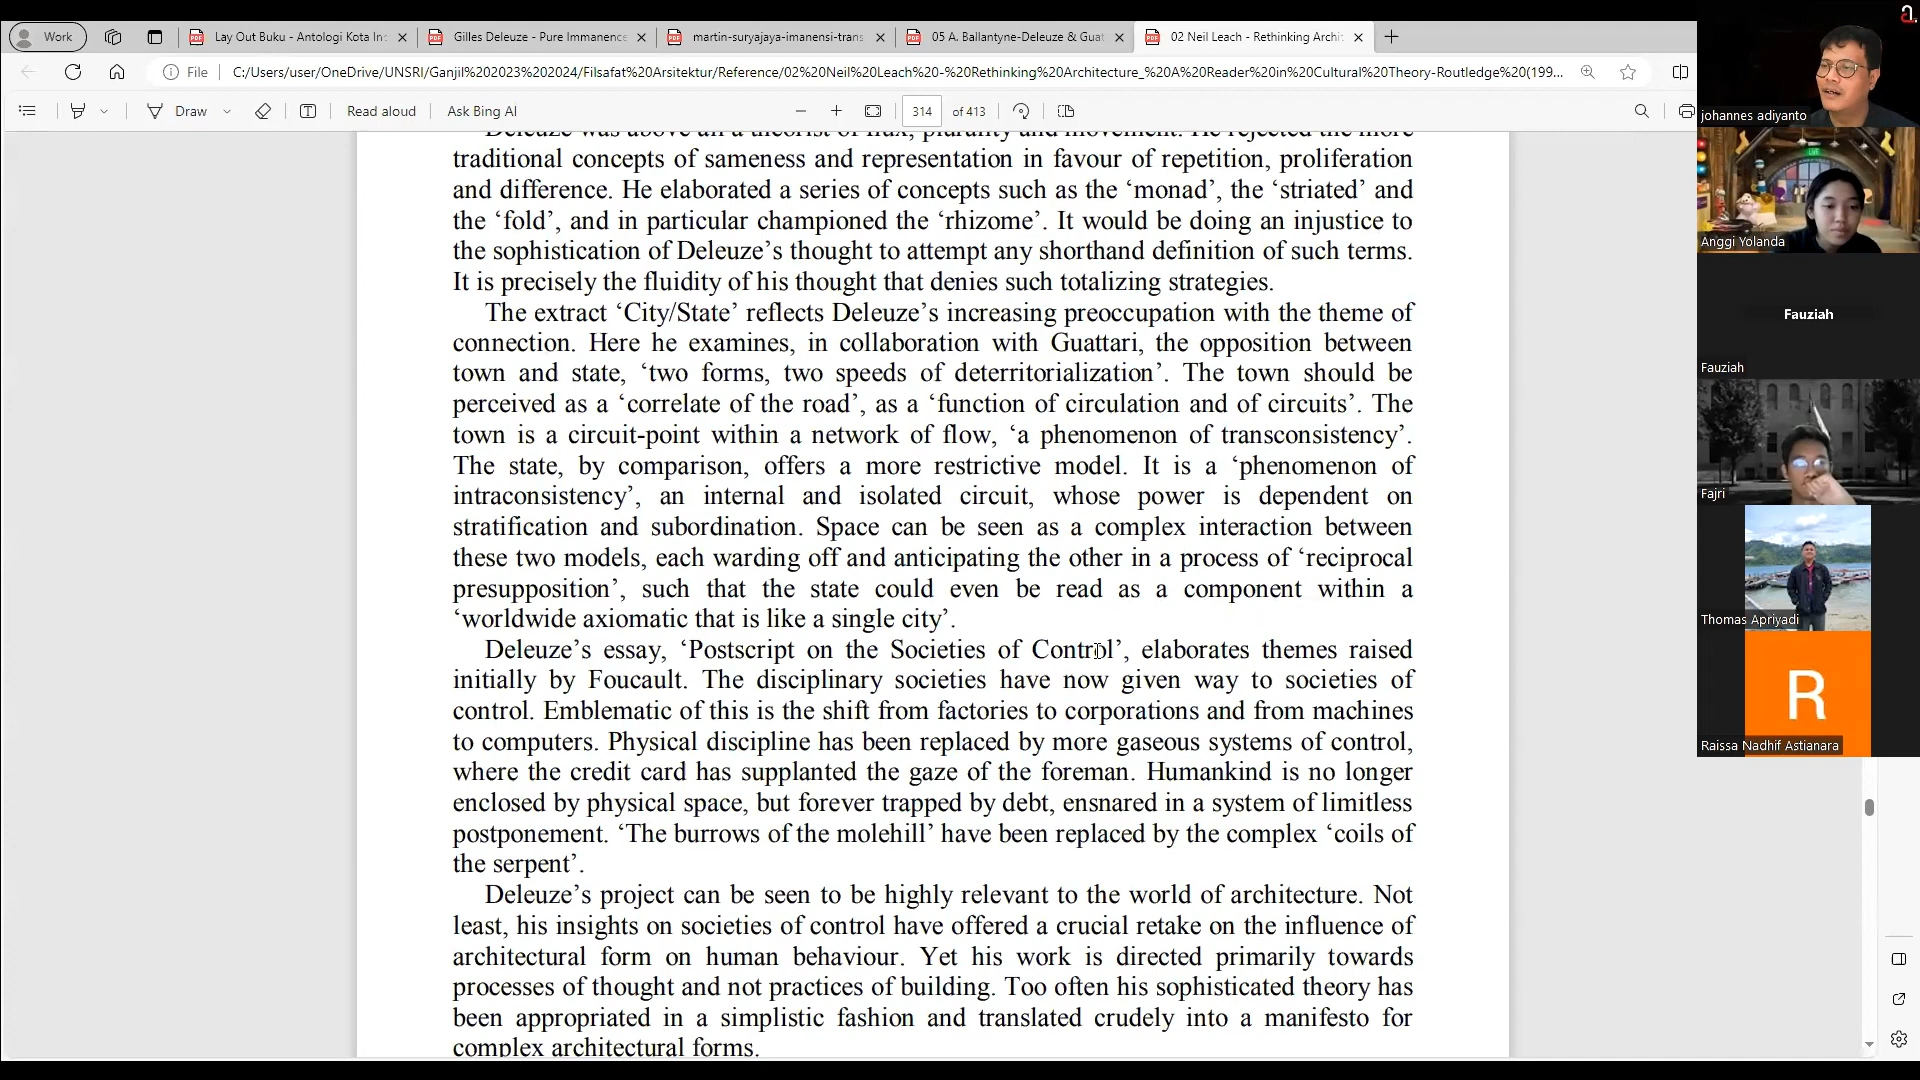 Work
Lay Out Buku - Antologi Kota In
Gilles Deleuze - Pure Immanence
martin-suryajaya-imanensi-trans
05 A. Ballantyne-Deleuze & Guat
02 Neil Leach - Rethinking Archi
File
C:/Users/user/OneDrive/UNSRI/Ganjil%202023%202024/Filsafat%20Arsitektur/Reference/02%20Neil%20Leach%20-%20Rethinking%20Architecture_%20A%20Reader%20in%20Cultural%20Theory-Routledge%20(199...
Draw
Read aloud
Ask Bing AI
314 of 413
Deleuze was above all a theorist of flux, plurality and movement. He rejected the more
traditional concepts of sameness and representation in favour of repetition, proliferation
and difference. He elaborated a series of concepts such as the ‘monad’, the ‘striated’ and
the ‘fold’, and in particular championed the ‘rhizome’. It would be doing an injustice to
the sophistication of Deleuze’s thought to attempt any shorthand definition of such terms.
It is precisely the fluidity of his thought that denies such totalizing strategies.
The extract ‘City/State’ reflects Deleuze’s increasing preoccupation with the theme of
connection. Here he examines, in collaboration with Guattari, the opposition between
town and state, ‘two forms, two speeds of deterritorialization’. The town should be
perceived as a ‘correlate of the road’, as a ‘function of circulation and of circuits’. The
town is a circuit-point within a network of flow, ‘a phenomenon of transconsistency’.
The state, by comparison, offers a more restrictive model. It is a ‘phenomenon of
intraconsistency’, an internal and isolated circuit, whose power is dependent on
stratification and subordination. Space can be seen as a complex interaction between
these two models, each warding off and anticipating the other in a process of ‘reciprocal
presupposition’, such that the state could even be read as a component within a
‘worldwide axiomatic that is like a single city’.
Deleuze’s essay, ‘Postscript on the Societies of Control’, elaborates themes raised
initially by Foucault. The disciplinary societies have now given way to societies of
control. Emblematic of this is the shift from factories to corporations and from machines
to computers. Physical discipline has been replaced by more gaseous systems of control,
where the credit card has supplanted the gaze of the foreman. Humankind is no longer
enclosed by physical space, but forever trapped by debt, ensnared in a system of limitless
postponement. ‘The burrows of the molehill’ have been replaced by the complex ‘coils of
the serpent’.
Deleuze’s project can be seen to be highly relevant to the world of architecture. Not
least, his insights on societies of control have offered a crucial retake on the influence of
architectural form on human behaviour. Yet his work is directed primarily towards
processes of thought and not practices of building. Too often his sophisticated theory has
been appropriated in a simplistic fashion and translated crudely into a manifesto for
complex architectural forms.
johannes adiyanto
Anggi Yolanda
Fauziah
Fauziah
Fajri
Thomas Apriyadi
R
Raissa Nadhif Astianara